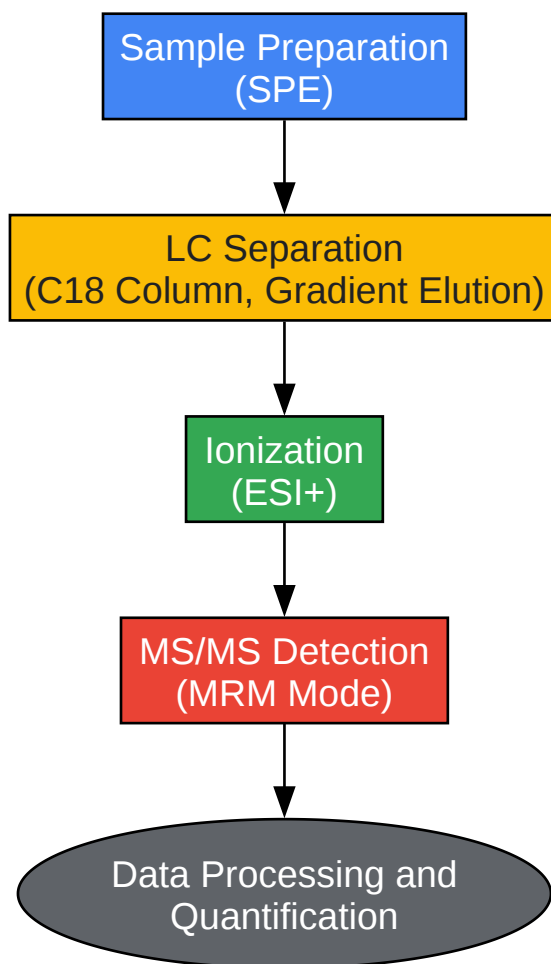 Sample Preparation
(SPE)
LC Separation
(C18 Column, Gradient Elution)
Ionization
(ESI+)
MS/MS Detection
(MRM Mode)
Data Processing and
Quantification